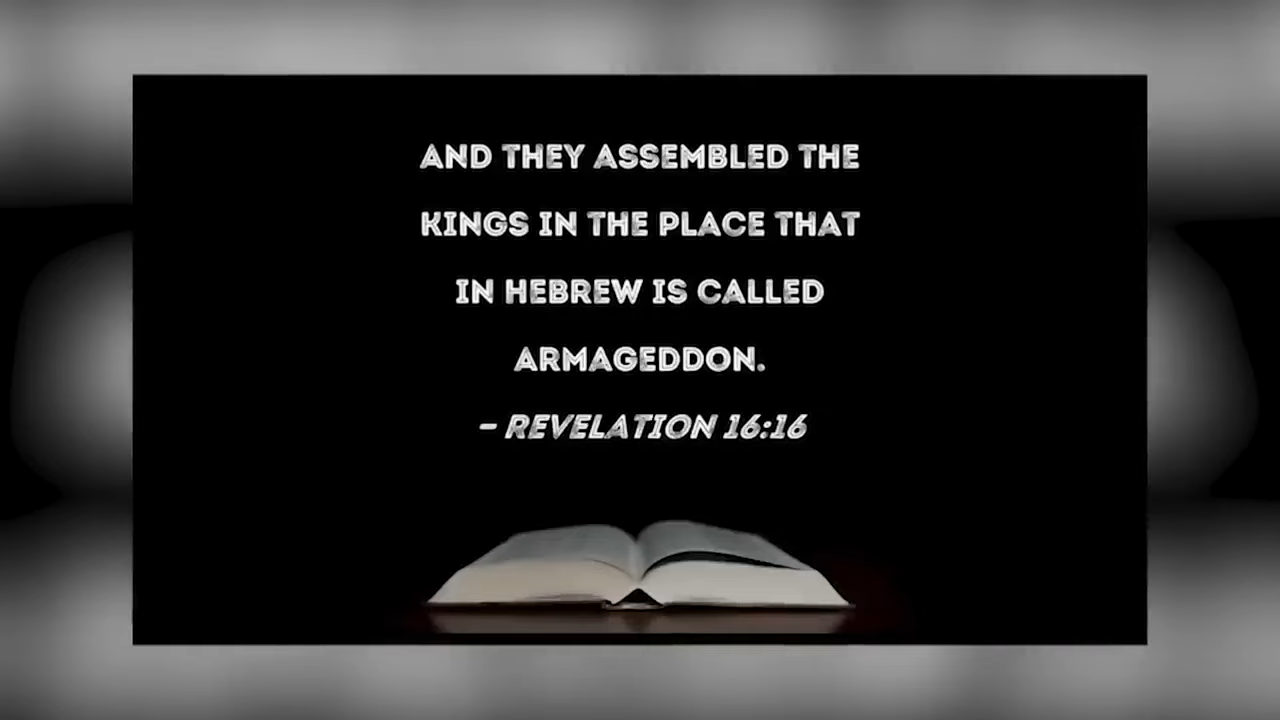 AND THEY ASSEMBLED THE
KINGS IN THE PLACE THAT
IN HEBREW IS CALLED
ARMAGEDDON.
– REVELATION 16:16